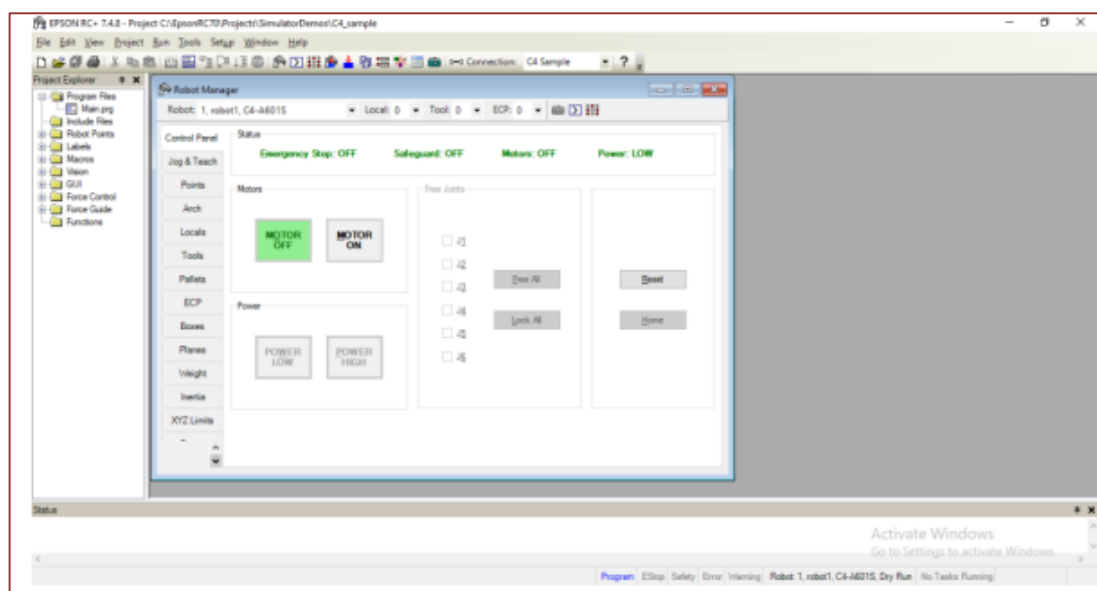 EPSON RC+ 7.4.8 - Project C:\EpsonRC70\Projects\SimulatorDemos\C4_sample
File Edit View Project Run Tools Setup Window Help
Connection: C4 Sample
Project Explorer
Program Files
Main.prg
Include Files
Robot Points
Labels
Macros
Vision
GUI
Force Control
Force Guide
Functions
Robot Manager
Robot: 1, robot1, C4-A601S Local: 0 Tool: 0 ECP: 0
Control Panel
Jog & Teach
Points
Arch
Locals
Tools
Pallets
ECP
Boxes
Planes
Weight
Inertia
XYZ Limits
Status
Emergency Stop: OFF Safeguard: OFF Motors: OFF Power: LOW
Motors
MOTOR OFF
MOTOR ON
Power
POWER LOW
POWER HIGH
Free Joints
J1
J2
J3
J4
J5
J6
Free All
Lock All
Reset
Home
Status
Activate Windows
Go to Settings to activate Windows.
Program EStop Safety Error Warning Robot: 1, robot1, C4-A601S, Dry Run No Tasks Running